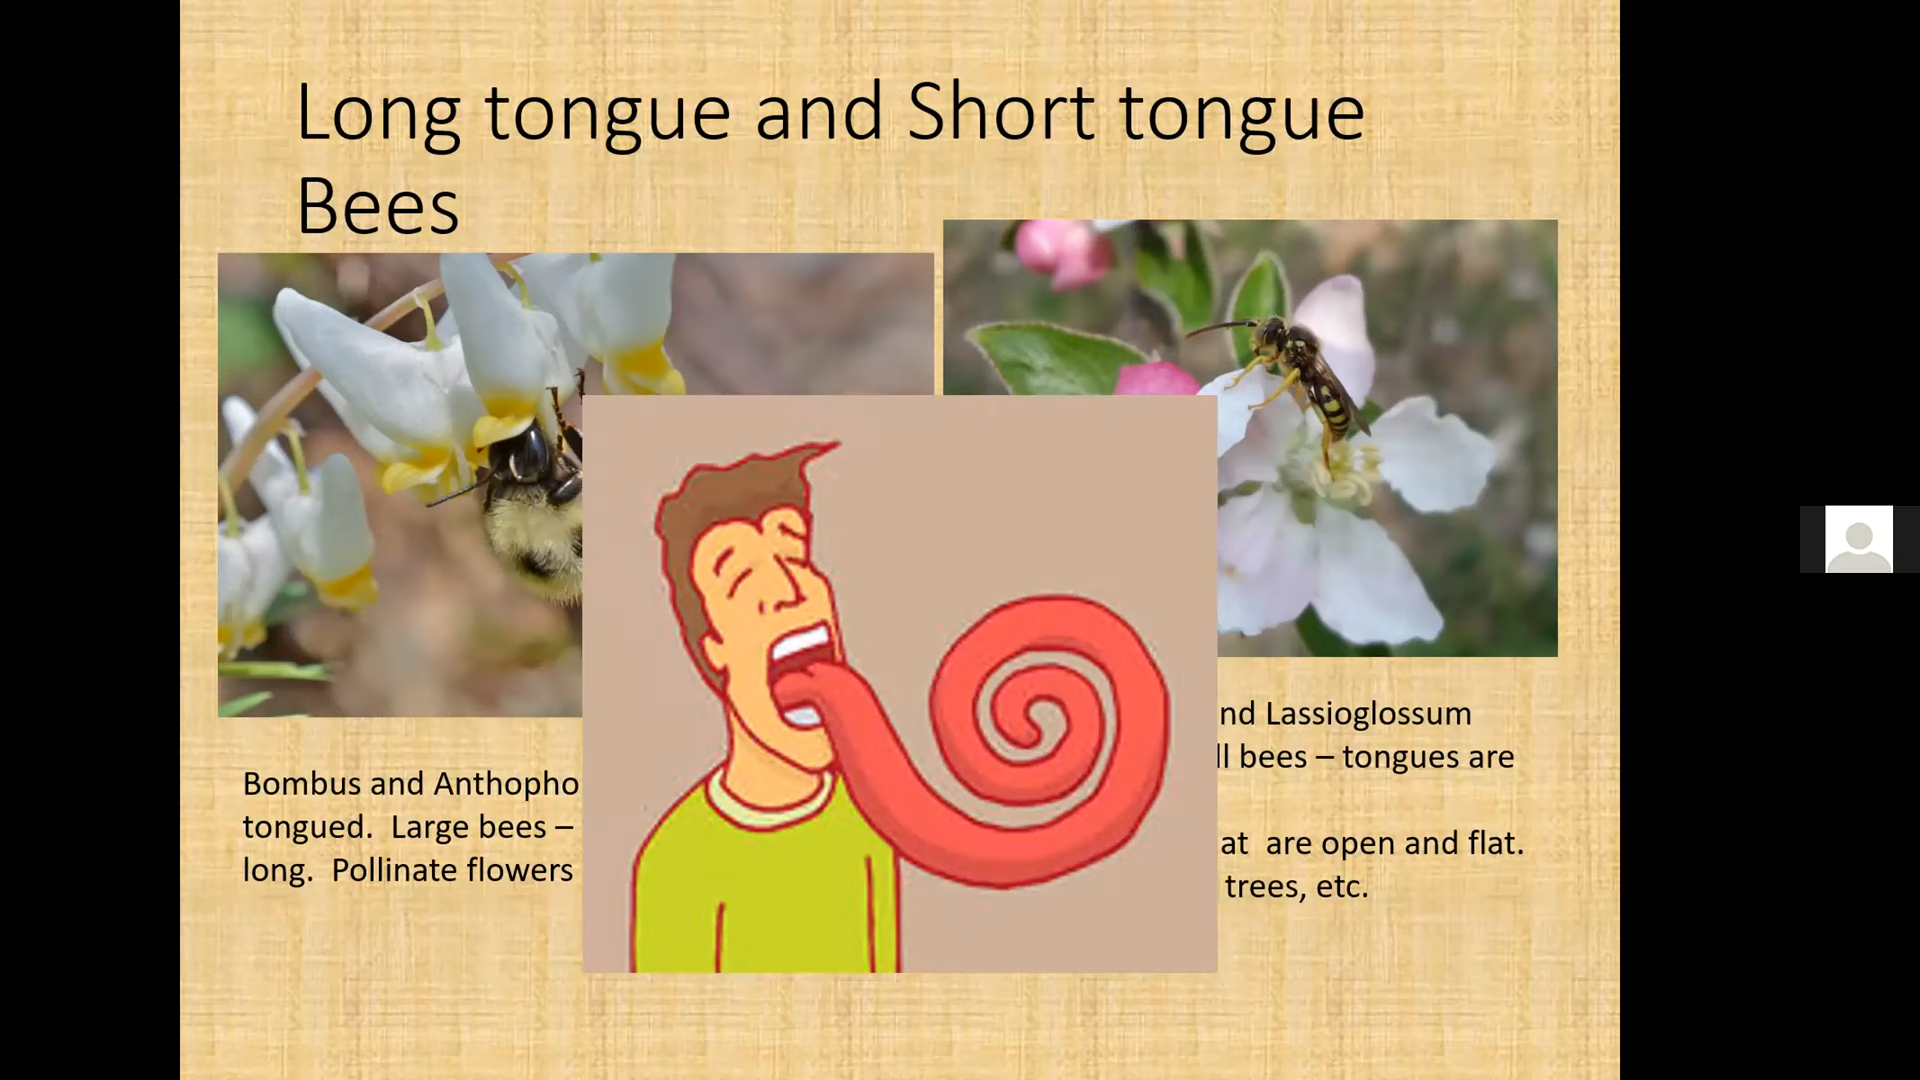 Long tongue and Short tongue
Bees
Bombus and Anthopho
tongued. Large bees –
long. Pollinate flowers
nd Lassioglossum
ll bees – tongues are
at are open and flat.
trees, etc.